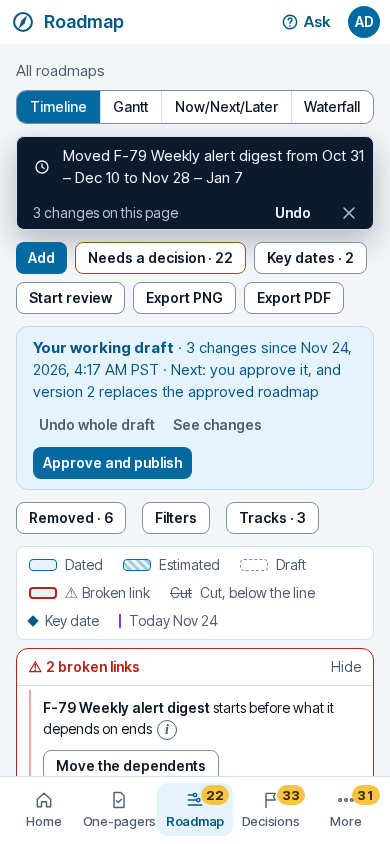 Roadmap
Ask
AD
All roadmaps
Timeline Gantt Now/Next/Later Waterfall
Moved F-79 Weekly alert digest from Oct 31
– Dec 10 to Nov 28 – Jan 7
3 changes on this page Undo
Add Needs a decision · 22 Key dates · 2
Start review Export PNG Export PDF
Your working draft · 3 changes since Nov 24,
2026, 4:17 AM PST · Next: you approve it, and
version 2 replaces the approved roadmap
Undo whole draft See changes
Approve and publish
Removed · 6 Filters Tracks · 3
Dated Estimated Draft
⚠ Broken link Cut Cut, below the line
Key date Today Nov 24
⚠ 2 broken links Hide
F-79 Weekly alert digest starts before what it
depends on ends i
Move the dependents
22 33 31
Home One-pagers Roadmap Decisions More